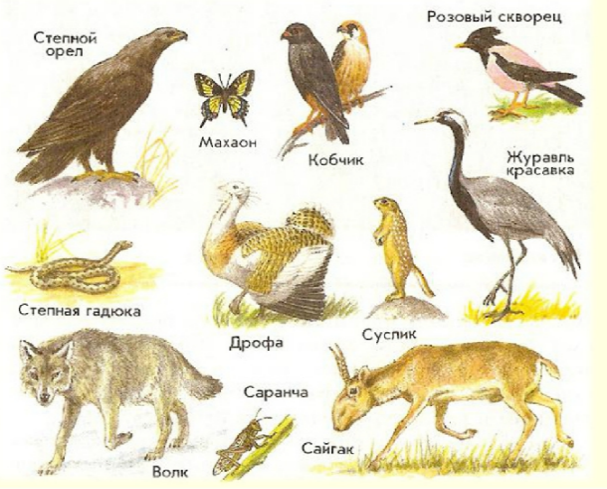 Розовый скворец
Степной
орел
Махаон
Кобчик
Журавль
красавка
Степная гадюка
Дрофа
Суслик
Саранча
Волк
Сайгак